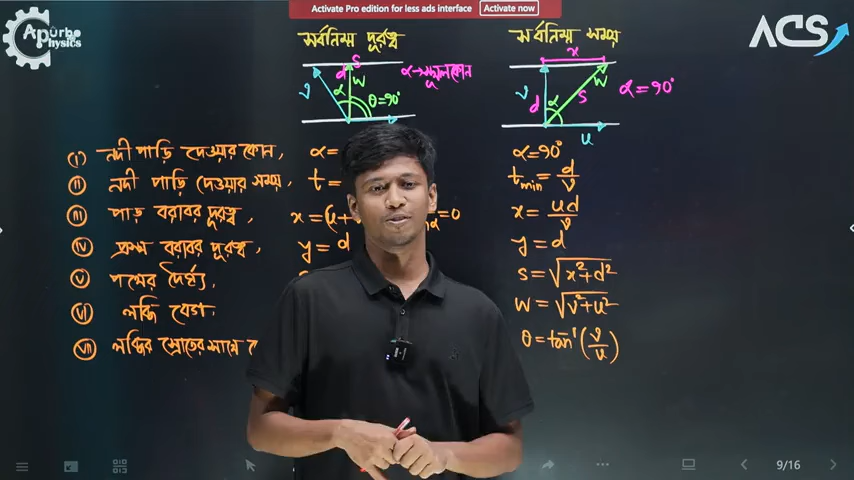 Activate Pro edition for less ads interface Activate now
Apurbo Physics
ACS
সর্বনিম্ন দূরত্ব
সর্বনিম্ন সময়
s
d
w
α
v
θ=90°
x
v
d
α
s
w
u
α=90°
(i) নদী পাড়ি দেওয়ার কোন, α=
α=90°
(ii) নদী পাড়ি দেওয়ার সময়, t=
t_min = d/v
(iii) পাড় বরাবর দূরত্ব, x=(u+ =0
x = ud/v
(iv) প্রস্থ বরাবর দূরত্ব, y=d
y=d
(v) পথের দৈর্ঘ্য,
s=√(x²+d²)
(vi) লব্ধি বেগ,
w=√(v²+u²)
(vii) লব্ধির স্রোতের সাথে
θ=tan⁻¹(v/u)
9/16